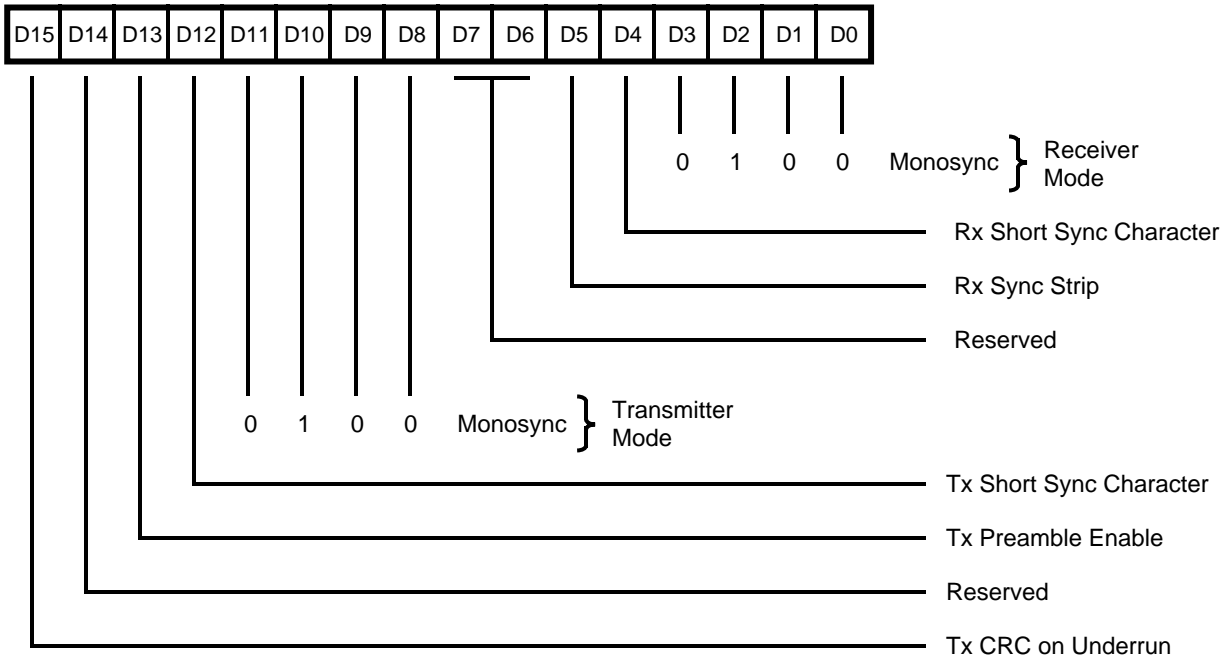 D15 D14 D13 D12 D11 D10 D9 D8 D7 D6 D5 D4 D3 D2 D1 D0
0 1 0 0 Monosync Receiver
Mode
Rx Short Sync Character
Rx Sync Strip
Reserved
0 1 0 0 Monosync Transmitter
Mode
Tx Short Sync Character
Tx Preamble Enable
Reserved
Tx CRC on Underrun